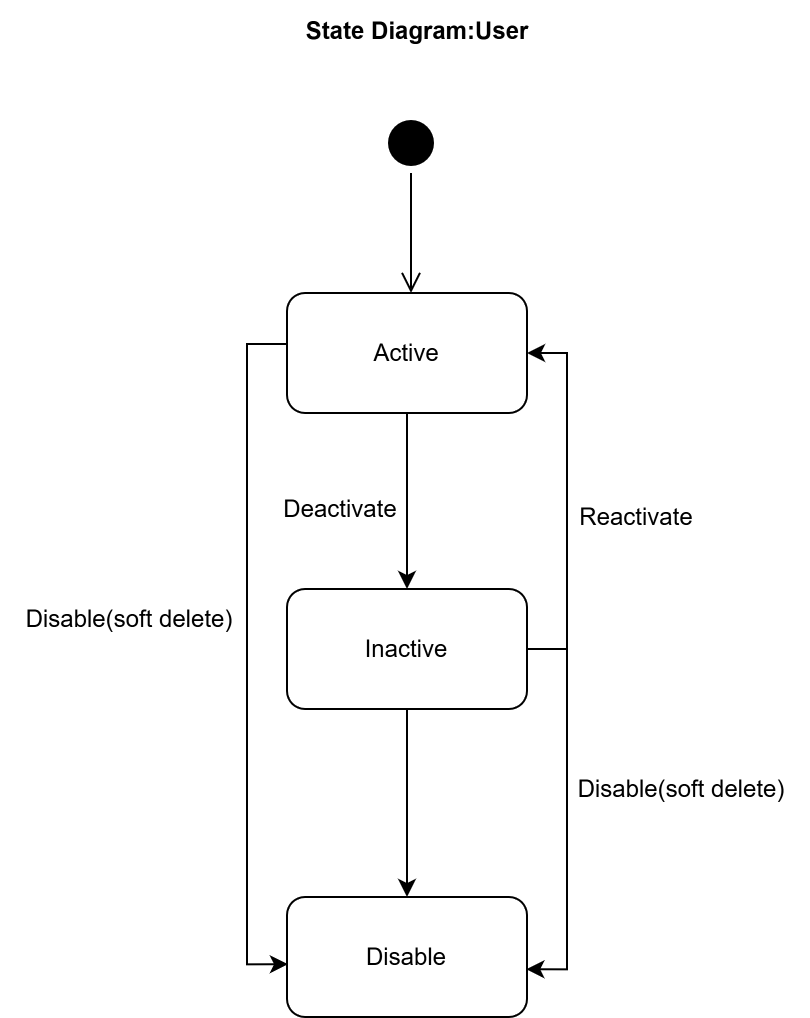 State Diagram:User
Active
Deactivate
Reactivate
Disable(soft delete)
Inactive
Disable(soft delete)
Disable